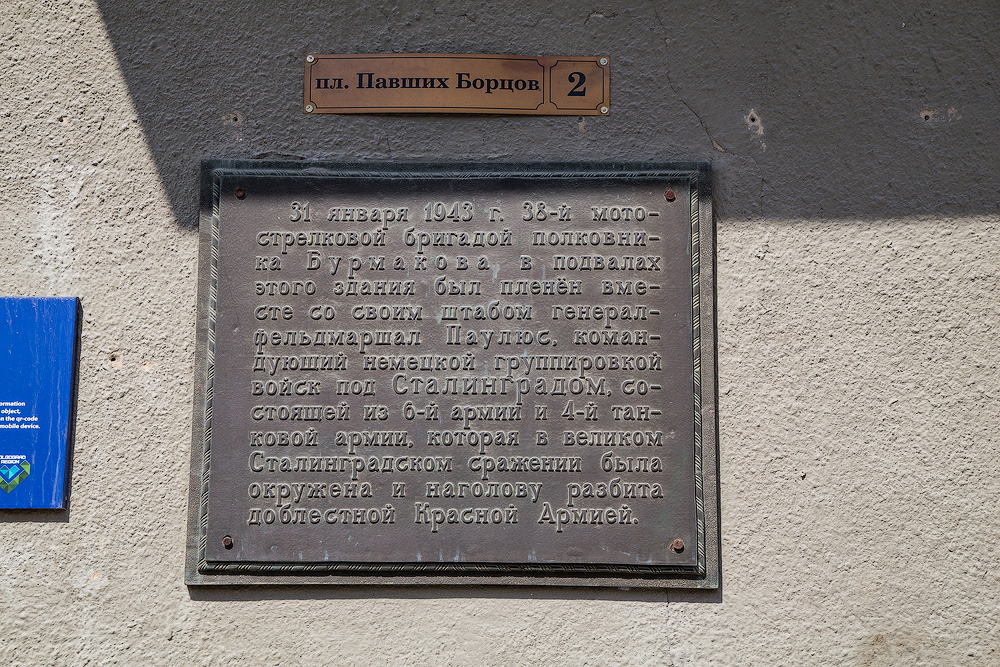 пл. Павших Борцов 2
31 января 1943 г. 38-й мото-
стрелковой бригадой полковни-
ка Бурмакова в подвалах
этого здания был пленён вме-
сте со своим штабом генерал-
фельдмаршал Паулюс, коман-
дующий немецкой группировкой
войск под Сталинградом, со-
стоящей из 6-й армии и 4-й тан-
ковой армии, которая в великом
Сталинградском сражении была
окружена и наголову разбита
доблестной Красной Армией.
object,
the qr-code
mobile device.
REGION